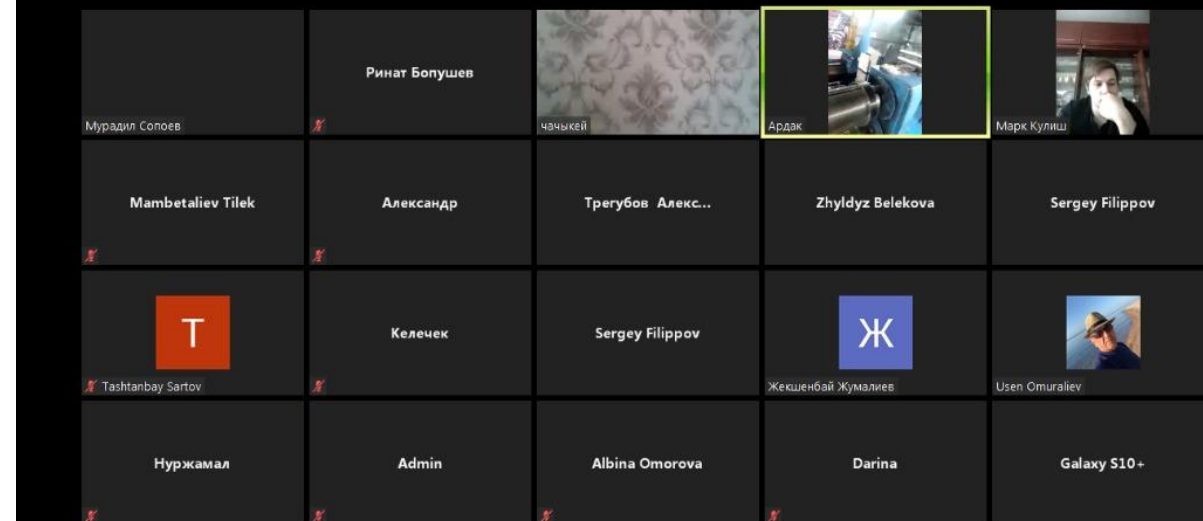 Мурадил Сопоев
Ринат Бопушев
чачыкей
Ардак
Марк Кулиш
Mambetaliev Tilek
Александр
Трегубов Алекс...
Zhyldyz Belekova
Sergey Filippov
T
Tashtanbay Sartov
Келечек
Sergey Filippov
Ж
Жекшенбай Жумалиев
Usen Omuraliev
Нуржамал
Admin
Albina Omorova
Darina
Galaxy S10+